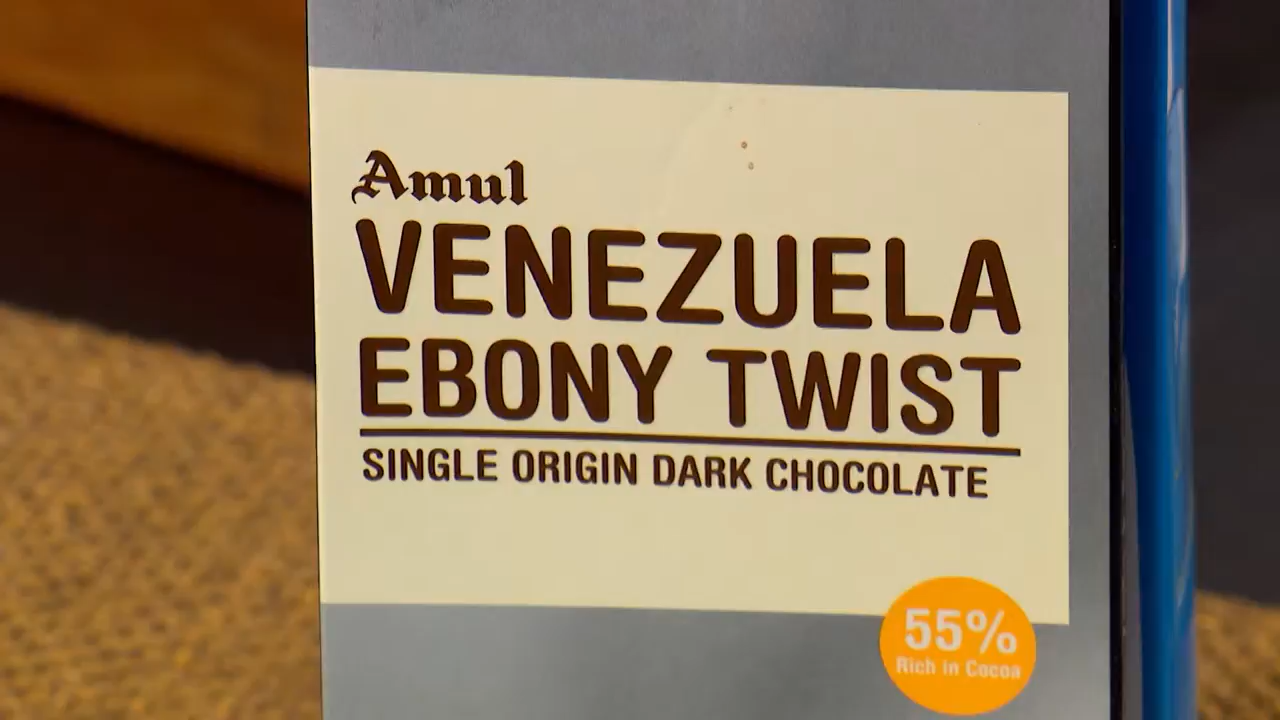 Amul
VENEZUELA
EBONY TWIST
SINGLE ORIGIN DARK CHOCOLATE
55%
Rich in Cocoa